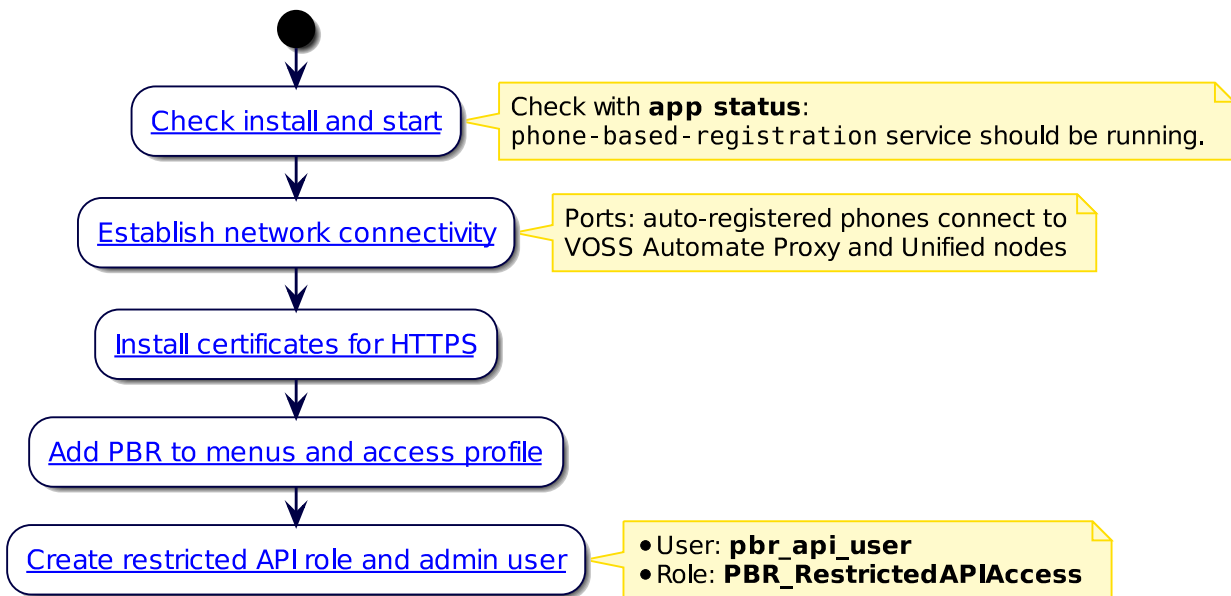 Check install and start
Check with app status:
phone-based-registration service should be running.
Establish network connectivity
Ports: auto-registered phones connect to
VOSS Automate Proxy and Unified nodes
Install certificates for HTTPS
Add PBR to menus and access profile
Create restricted API role and admin user
• User: pbr_api_user
• Role: PBR_RestrictedAPIAccess